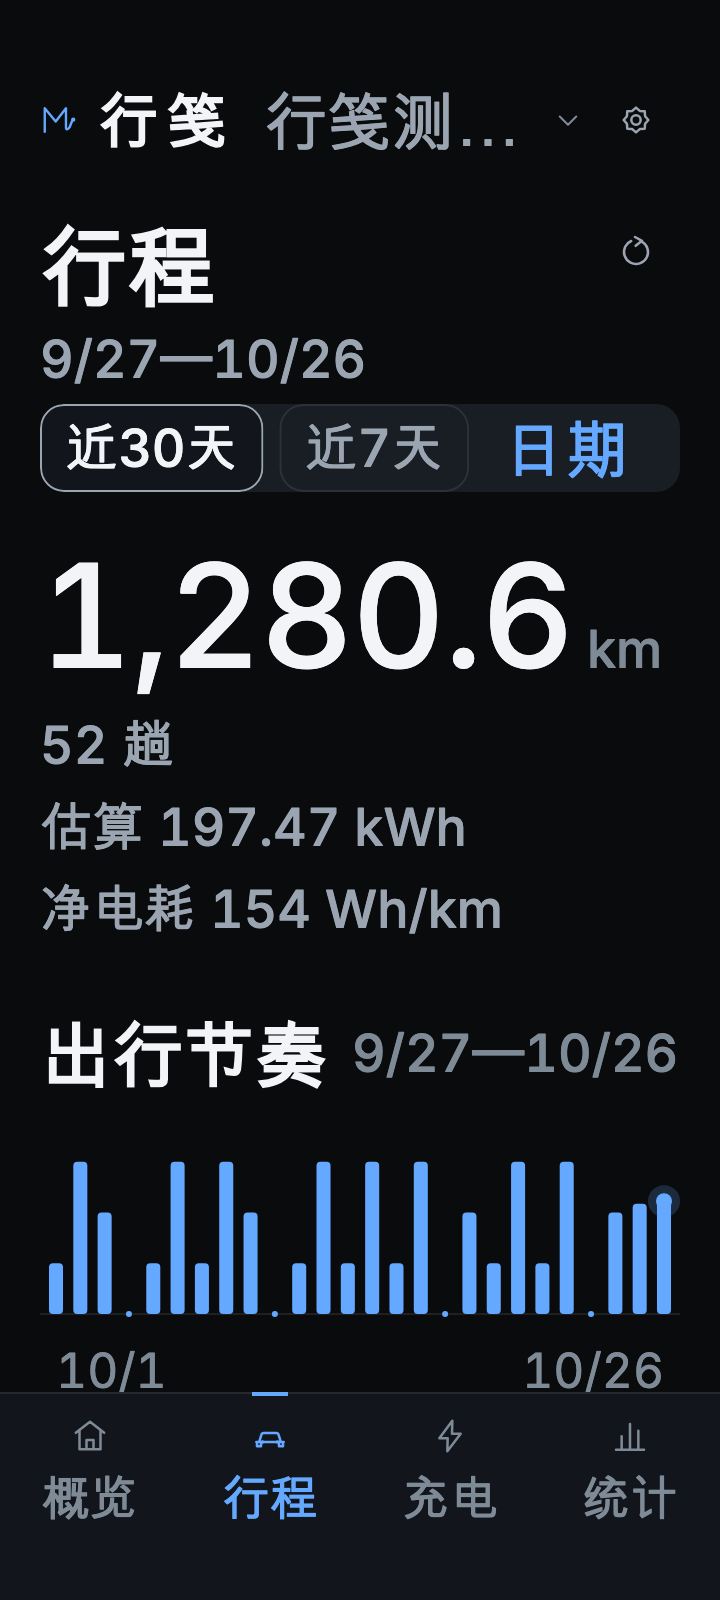 行笺 行笺测…
行程
9/27—10/26
近30天 近7天 日期
1,280.6 km
52 趟
估算 197.47 kWh
净电耗 154 Wh/km
出行节奏 9/27—10/26
10/1 10/26
概览 行程 充电 统计